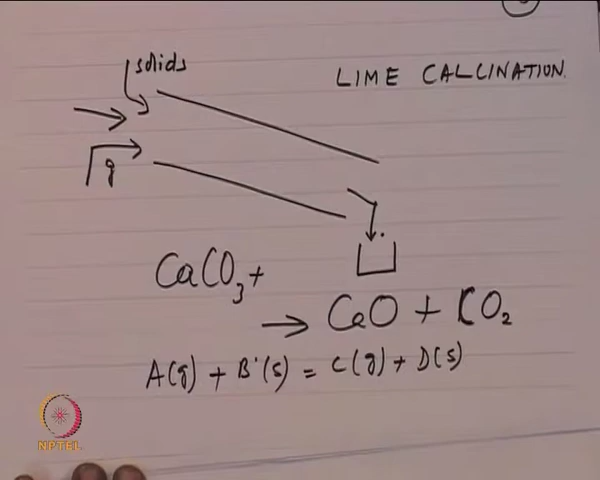 solids
LIME CALCINATION.
g
CaCO3+
→ CaO + CO2
A(g) + B(s) = C(g) + D(s)
NPTEL